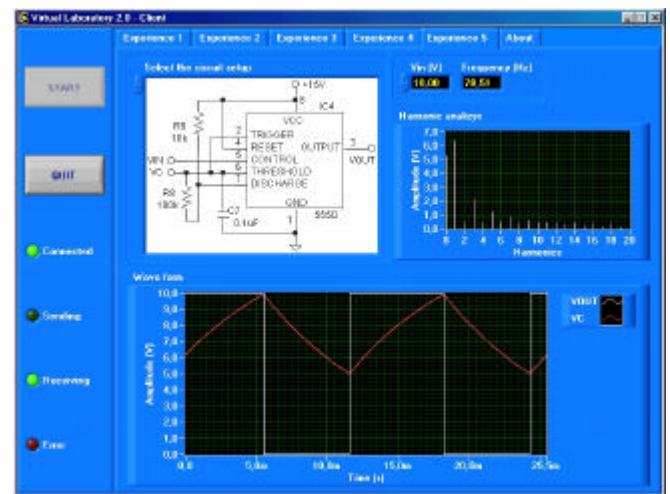 Virtual Laboratory 2.0 - Client
Experience 1 Experience 2 Experience 3 Experience 4 Experience 5 About
START
QUIT
Connected
Sending
Receiving
Error
Select the circuit setup
+15V
8
IC4
VCC
2 TRIGGER
4 RESET OUTPUT 3
5 CONTROL VOUT
6 THRESHOLD
7 DISCHARGE
GND
1 555D
R8
VIN
VC
R9
100k
C7
0.1uF
Vin (V) Frequency (Hz)
10,00 78,51
Harmonic analisys
Amplitude (V)
7,0
6,0
5,0
4,0
3,0
2,0
1,0
0,0
0 2 4 6 8 10 12 14 16 18 20
Harmonics
Wave form
Amplitude (V)
10,0
9,0
8,0
7,0
6,0
5,0
4,0
3,0
2,0
1,0
0,0
0,0 5,0m 10,0m 15,0m 20,0m 25,5m
Time (s)
VOUT
VC